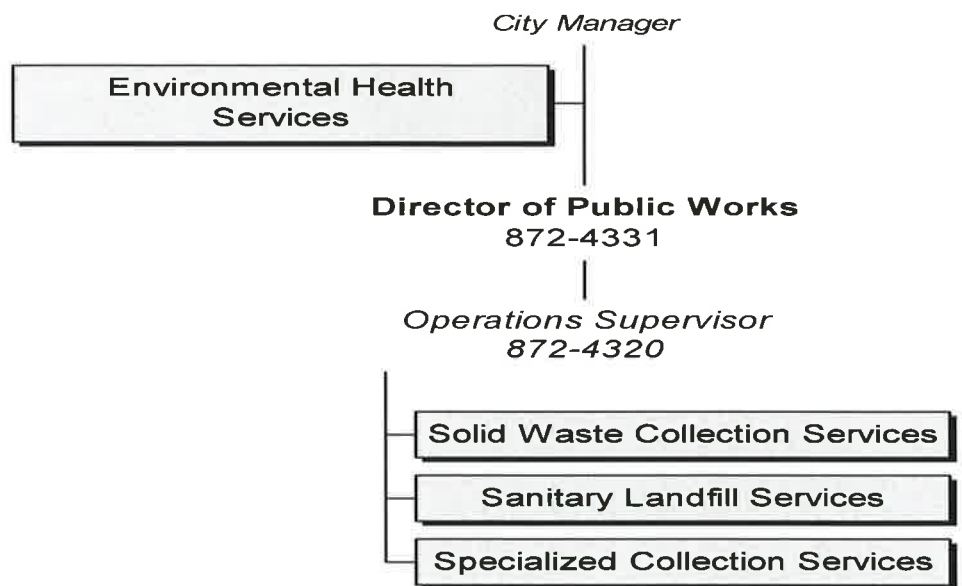 City Manager
Environmental Health
Services
Director of Public Works
872-4331
Operations Supervisor
872-4320
Solid Waste Collection Services
Sanitary Landfill Services
Specialized Collection Services